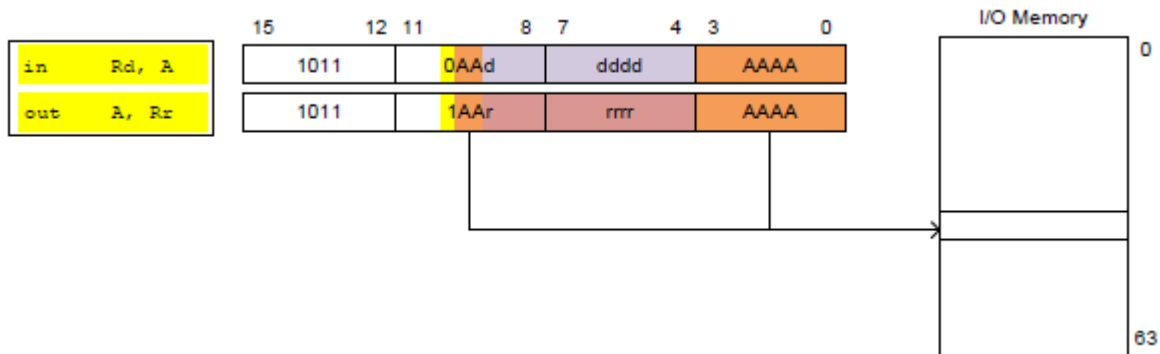 I/O Memory
15 12 11 8 7 4 3 0
0
in Rd, A 1011 0AAd dddd AAAA
out A, Rr 1011 1AAr rrrr AAAA
63